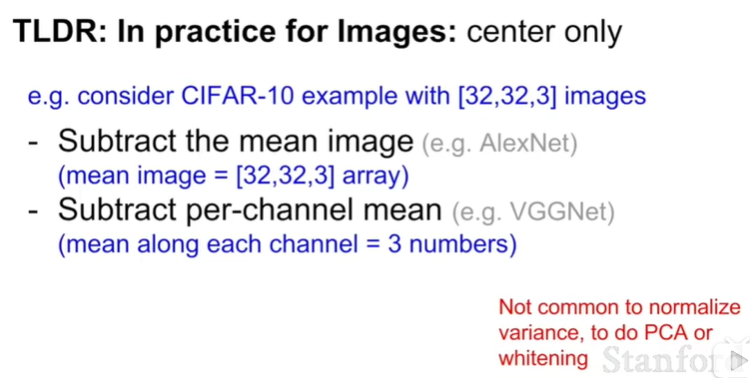 TLDR: In practice for Images: center only
e.g. consider CIFAR-10 example with [32,32,3] images
- Subtract the mean image (e.g. AlexNet)
(mean image = [32,32,3] array)
- Subtract per-channel mean (e.g. VGGNet)
(mean along each channel = 3 numbers)
Not common to normalize
variance, to do PCA or
whitening
Stanford